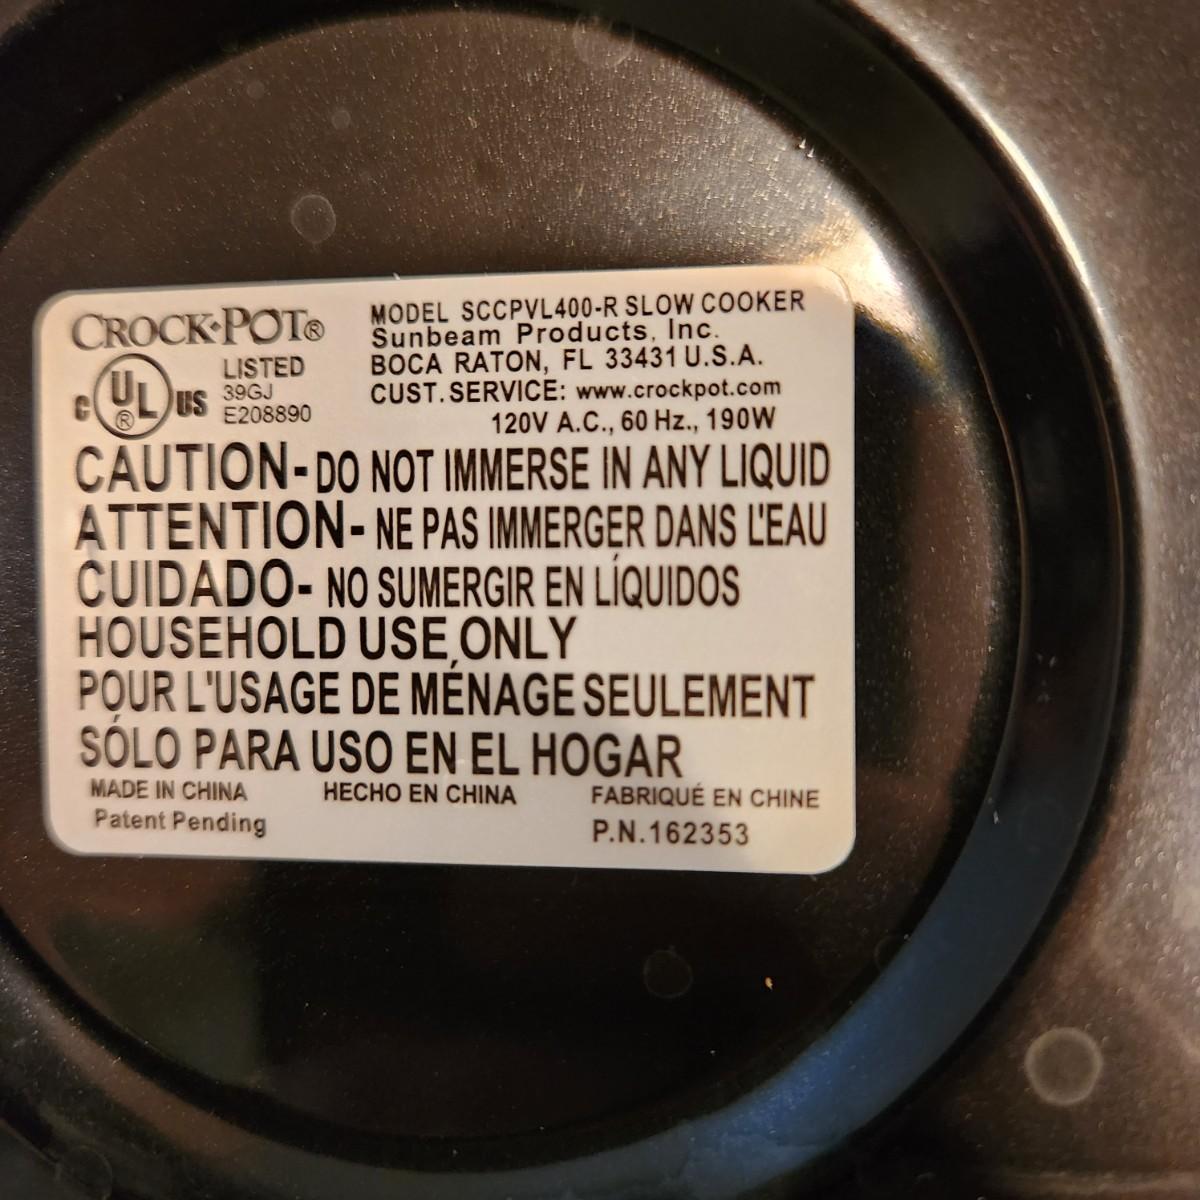 CROCK•POT®
C UL® US
LISTED
39GJ
E208890
MODEL SCCPVL400-R SLOW COOKER
Sunbeam Products, Inc.
BOCA RATON, FL 33431 U.S.A.
CUST. SERVICE: www.crockpot.com
120V A.C., 60 Hz., 190W
CAUTION- DO NOT IMMERSE IN ANY LIQUID
ATTENTION- NE PAS IMMERGER DANS L'EAU
CUIDADO- NO SUMERGIR EN LÍQUIDOS
HOUSEHOLD USE ONLY
POUR L'USAGE DE MÉNAGE SEULEMENT
SÓLO PARA USO EN EL HOGAR
MADE IN CHINA HECHO EN CHINA FABRIQUÉ EN CHINE
Patent Pending P.N.162353